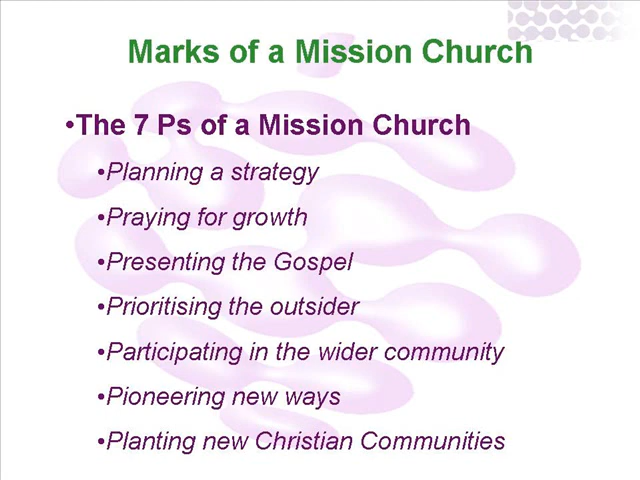 Marks of a Mission Church
•The 7 Ps of a Mission Church
•Planning a strategy
•Praying for growth
•Presenting the Gospel
•Prioritising the outsider
•Participating in the wider community
•Pioneering new ways
•Planting new Christian Communities